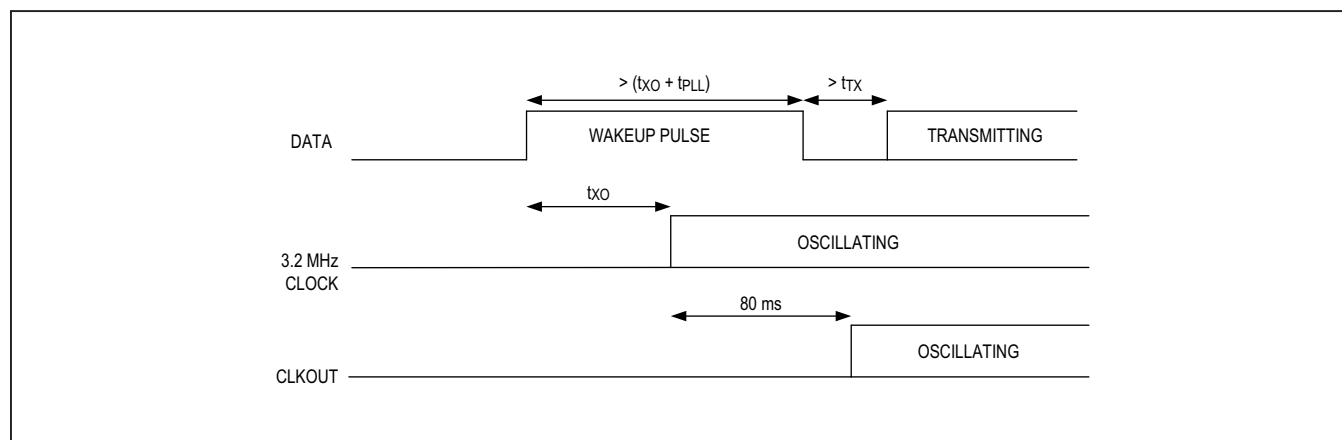 > (tXO + tPLL)
> tTX
DATA
WAKEUP PULSE
TRANSMITTING
tXO
3.2 MHz
CLOCK
OSCILLATING
80 ms
CLKOUT
OSCILLATING